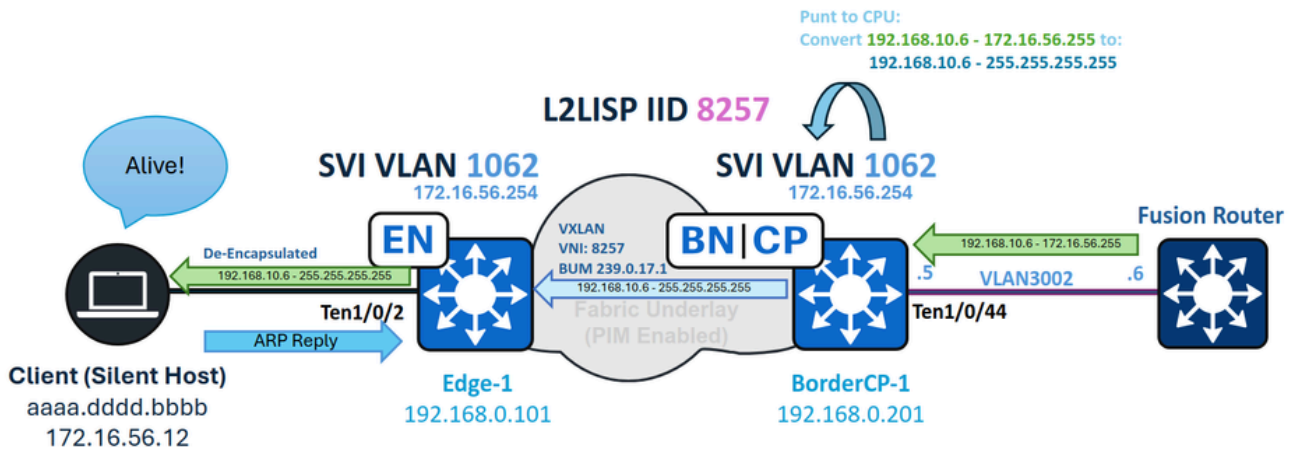 Punt to CPU:
Convert 192.168.10.6 - 172.16.56.255 to:
192.168.10.6 - 255.255.255.255
L2LISP IID 8257
Alive!
SVI VLAN 1062
172.16.56.254
SVI VLAN 1062
172.16.56.254
Fusion Router
EN
VXLAN
VNI: 8257
BUM 239.0.17.1
192.168.10.6 - 255.255.255.255
BN|CP
De-Encapsulated
192.168.10.6 - 255.255.255.255
192.168.10.6 - 172.16.56.255
.5
VLAN3002
.6
Ten1/0/2
Fabric Underlay
(PIM Enabled)
Ten1/0/44
ARP Reply
Client (Silent Host)
aaaa.dddd.bbbb
172.16.56.12
Edge-1
192.168.0.101
BorderCP-1
192.168.0.201